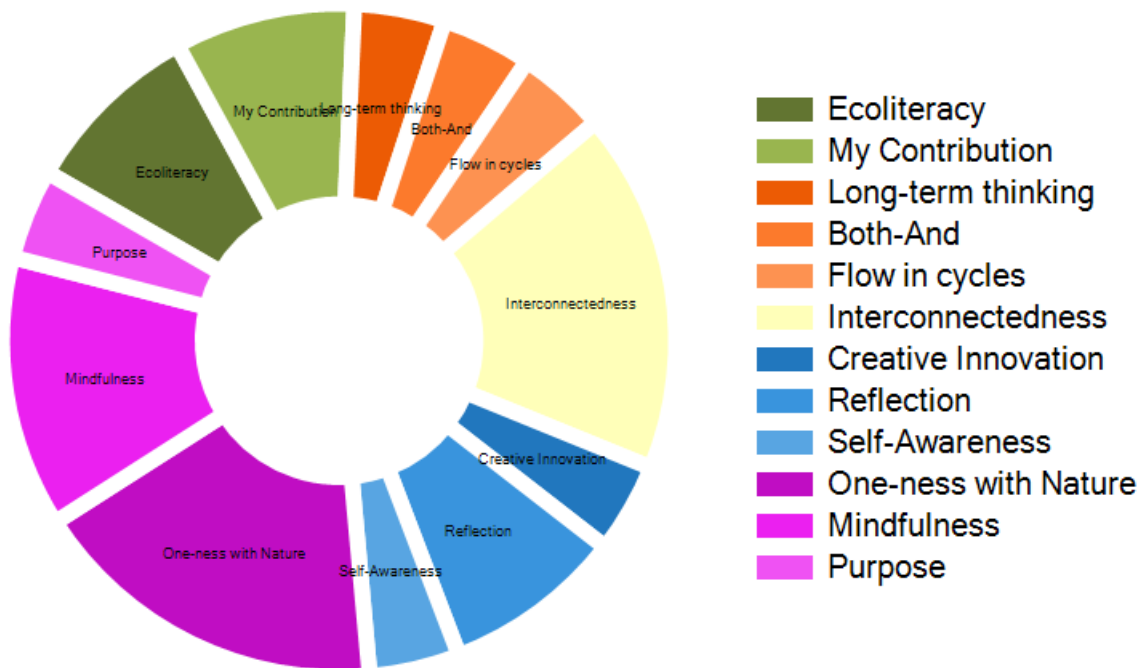 My Contribution
Long-term thinking
Both-And
Flow in cycles
Ecoliteracy
Purpose
Interconnectedness
Mindfulness
Creative Innovation
Reflection
One-ness with Nature
Self-Awareness
Ecoliteracy
My Contribution
Long-term thinking
Both-And
Flow in cycles
Interconnectedness
Creative Innovation
Reflection
Self-Awareness
One-ness with Nature
Mindfulness
Purpose